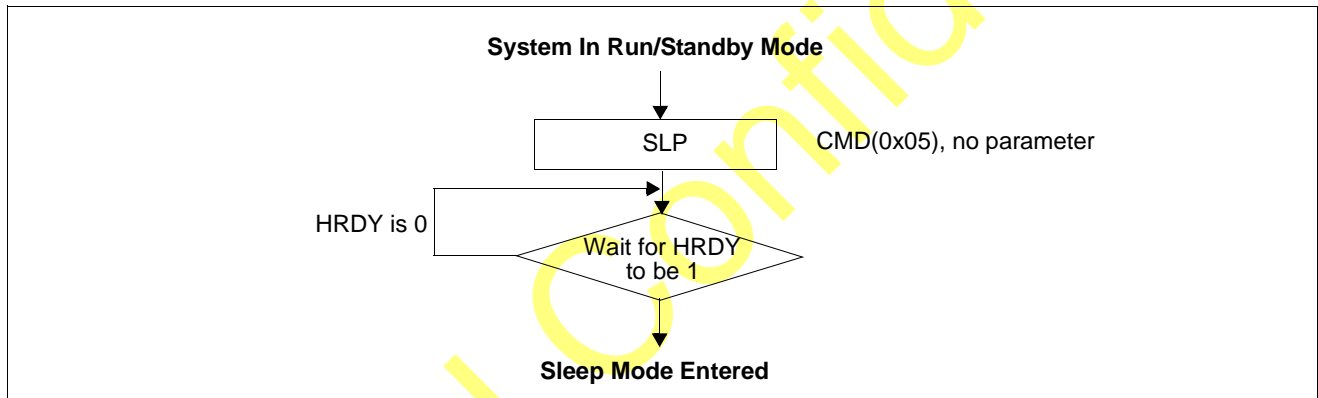 System In Run/Standby Mode
SLP
CMD(0x05), no parameter
HRDY is 0
Wait for HRDY
to be 1
Sleep Mode Entered